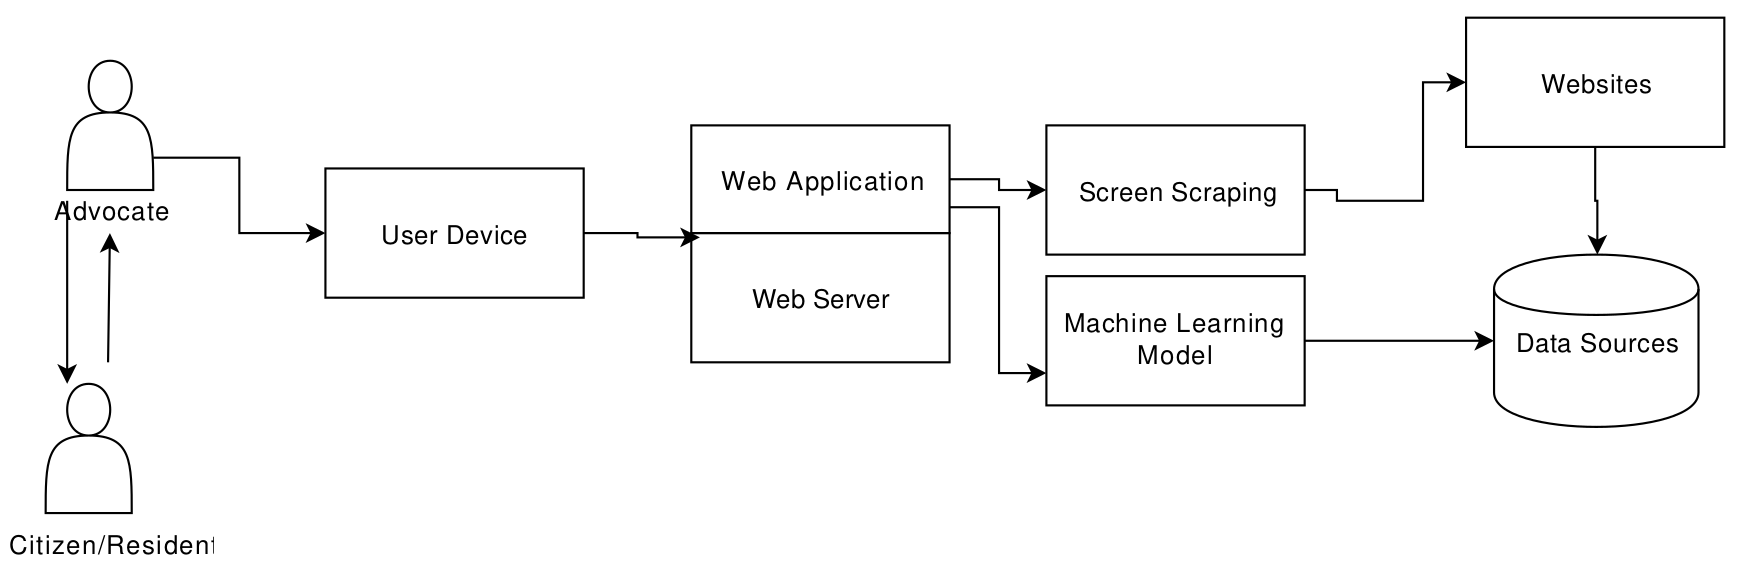 Advocate
Citizen/Resident
User Device
Web Application
Web Server
Screen Scraping
Machine Learning
Model
Websites
Data Sources